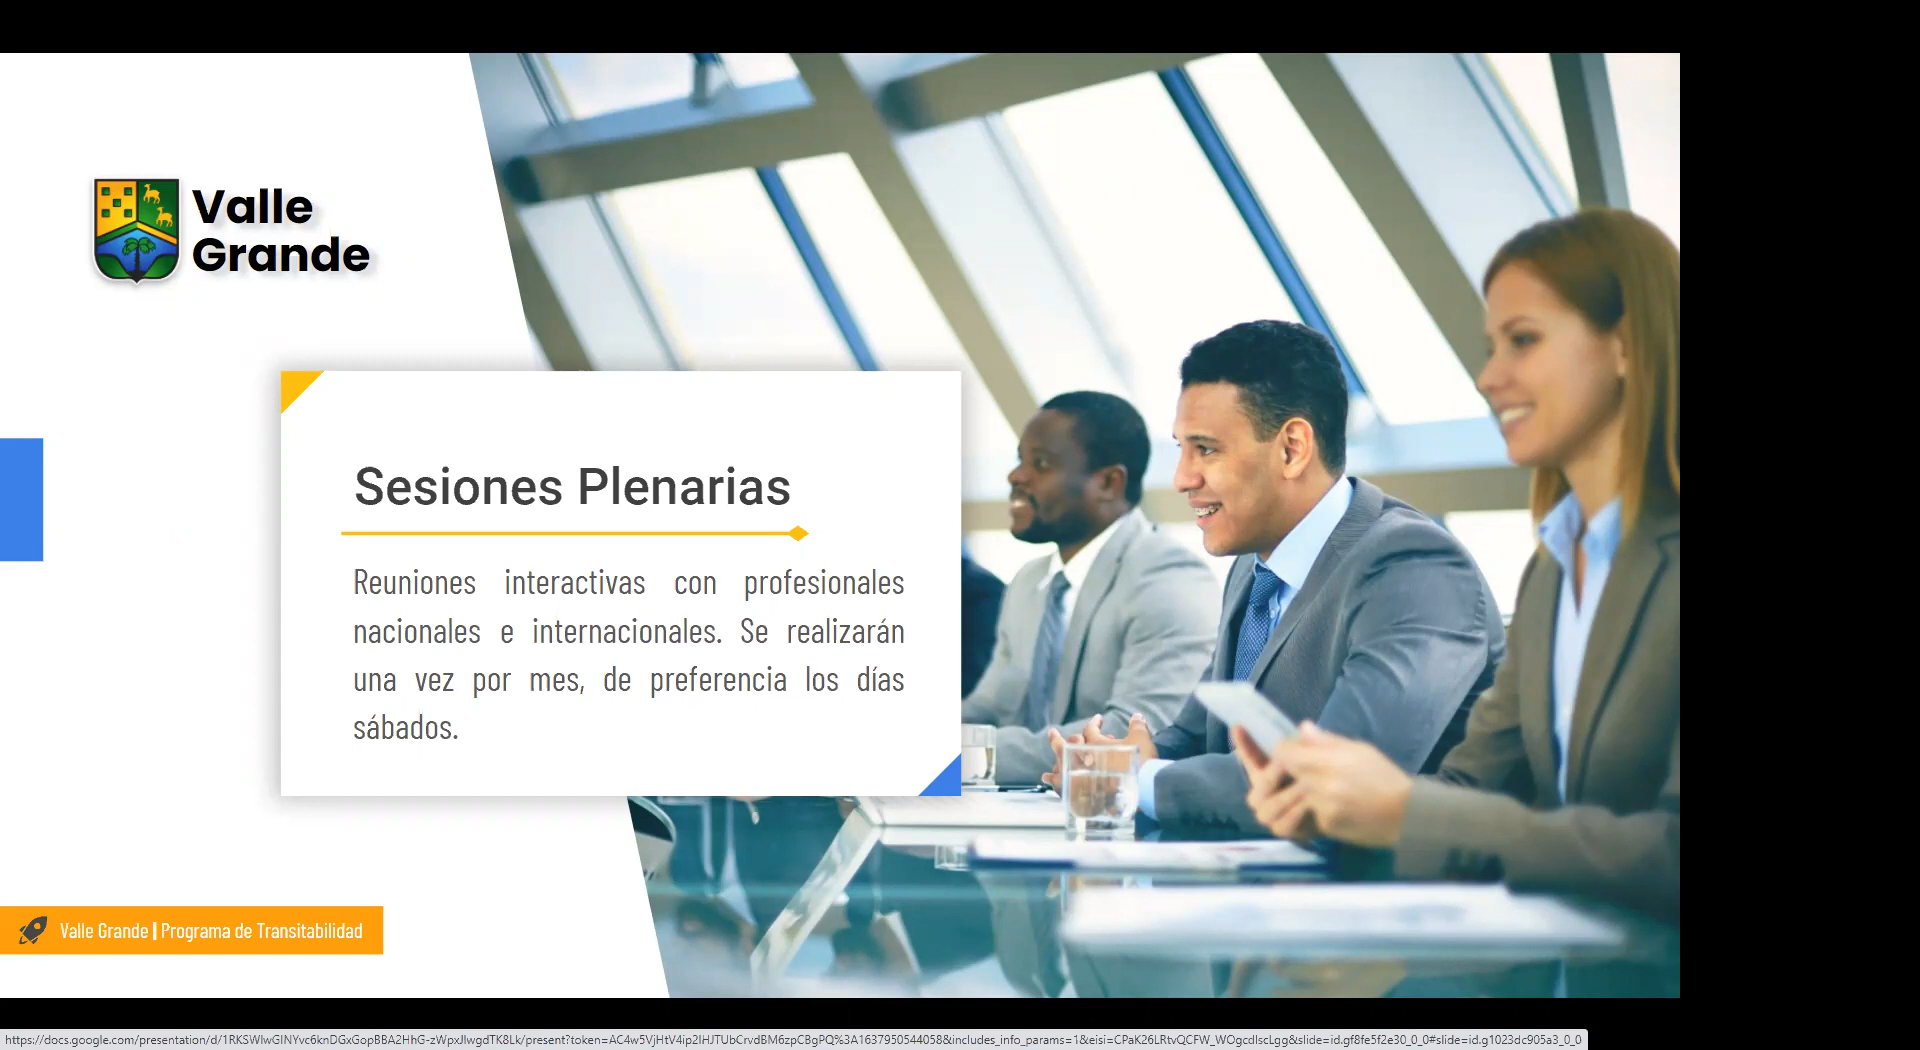 Valle
Grande
Sesiones Plenarias
Reuniones interactivas con profesionales
nacionales e internacionales. Se realizarán
una vez por mes, de preferencia los días
sábados.
Valle Grande | Programa de Transitabilidad